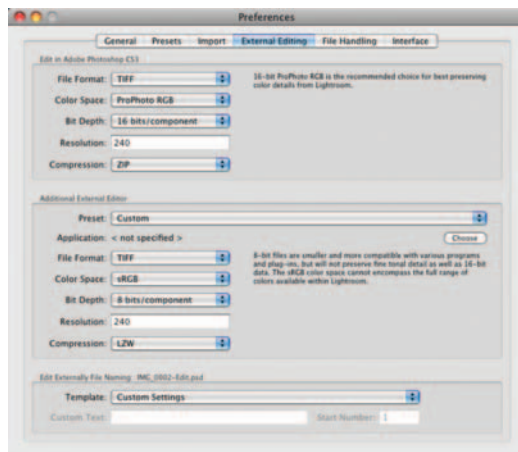 Preferences
General Presets Import External Editing File Handling Interface
Edit in Adobe Photoshop CS3
File Format: TIFF
16-bit ProPhoto RGB is the recommended choice for best preserving
color details from Lightroom.
Color Space: ProPhoto RGB
Bit Depth: 16 bits/component
Resolution: 240
Compression: ZIP
Additional External Editor
Preset: Custom
Application: < not specified > Choose
File Format: TIFF
8-bit files are smaller and more compatible with various programs
and plug-ins, but will not preserve fine tonal detail as well as 16-bit
data. The sRGB color space cannot encompass the full range of
colors available within Lightroom.
Color Space: sRGB
Bit Depth: 8 bits/component
Resolution: 240
Compression: LZW
Edit Externally File Naming: IMG_0002-Edit.psd
Template: Custom Settings
Custom Text: Start Number: 1